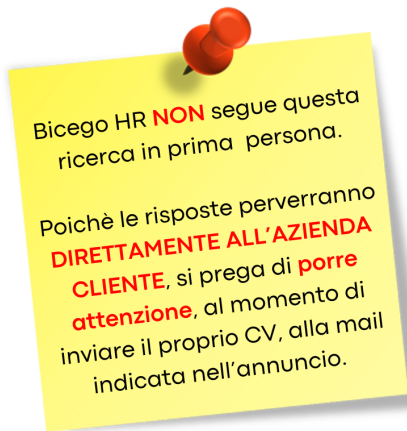 Bicego HR NON segue questa
ricerca in prima persona.
Poichè le risposte perverranno
DIRETTAMENTE ALL'AZIENDA
CLIENTE, si prega di porre
attenzione, al momento di
inviare il proprio CV, alla mail
indicata nell'annuncio.